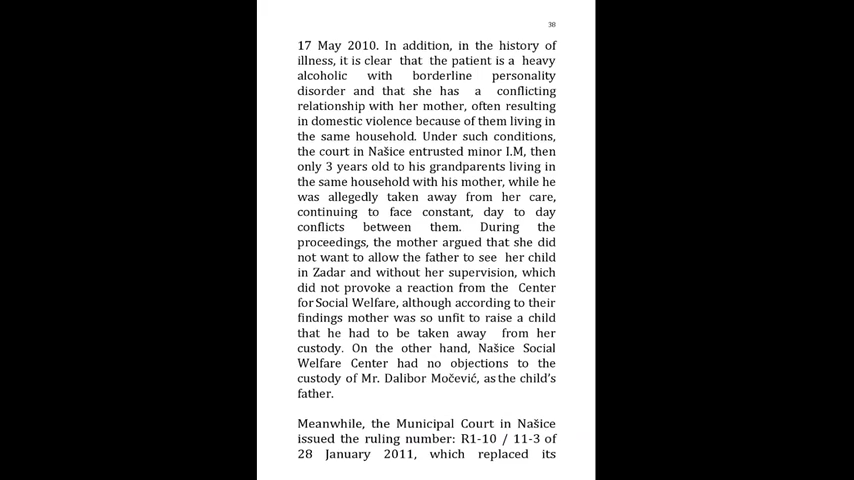 38
17 May 2010. In addition, in the history of
illness, it is clear that the patient is a heavy
alcoholic with borderline personality
disorder and that she has a conflicting
relationship with her mother, often resulting
in domestic violence because of them living in
the same household. Under such conditions,
the court in Našice entrusted minor I.M, then
only 3 years old to his grandparents living in
the same household with his mother, while he
was allegedly taken away from her care,
continuing to face constant, day to day
conflicts between them. During the
proceedings, the mother argued that she did
not want to allow the father to see her child
in Zadar and without her supervision, which
did not provoke a reaction from the Center
for Social Welfare, although according to their
findings mother was so unfit to raise a child
that he had to be taken away from her
custody. On the other hand, Našice Social
Welfare Center had no objections to the
custody of Mr. Dalibor Močević, as the child's
father.
Meanwhile, the Municipal Court in Našice
issued the ruling number: R1-10 / 11-3 of
28 January 2011, which replaced its